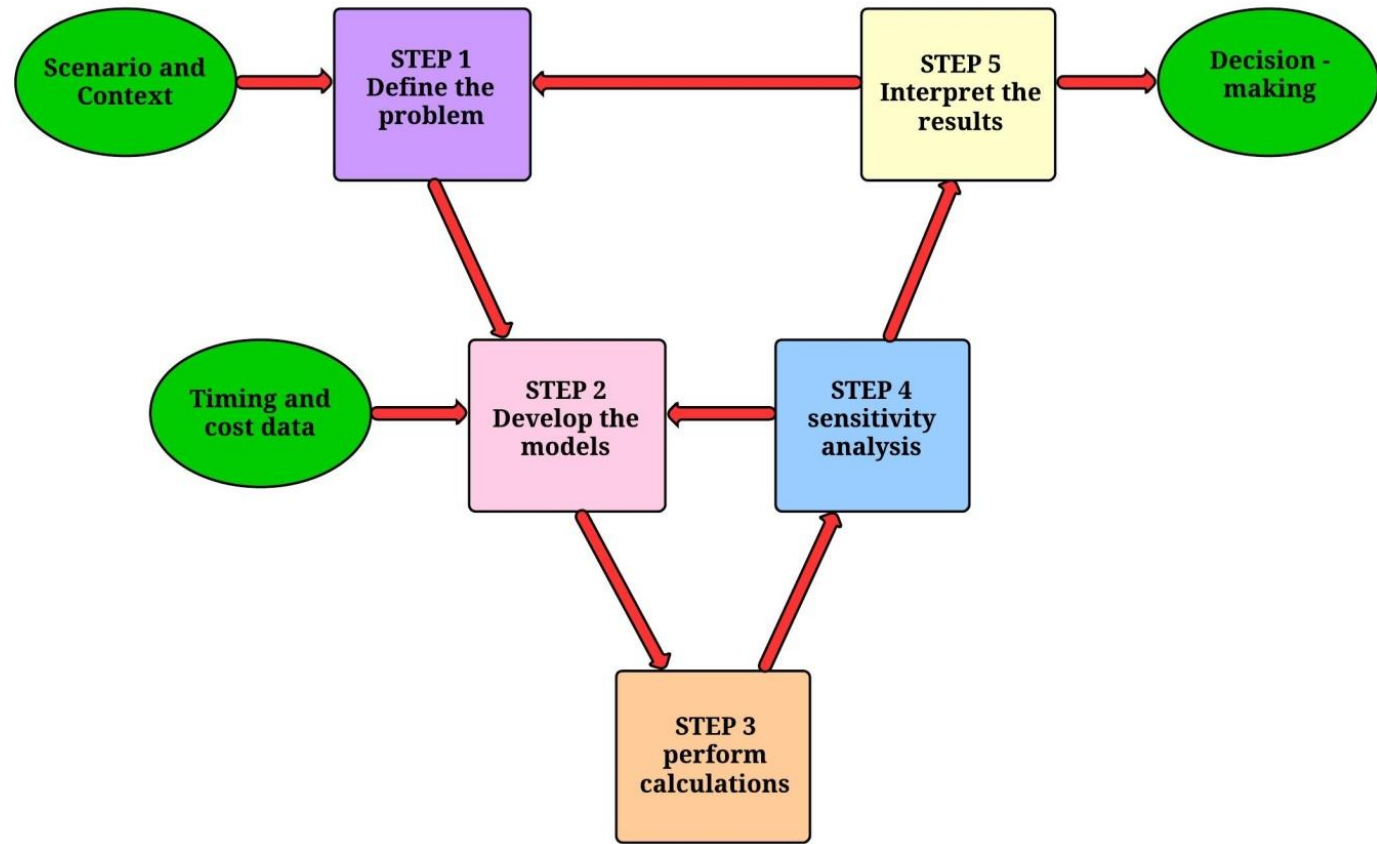 Scenario and
Context
STEP 1
Define the
problem
STEP 5
Interpret the
results
Decision -
making
Timing and
cost data
STEP 2
Develop the
models
STEP 4
sensitivity
analysis
STEP 3
perform
calculations